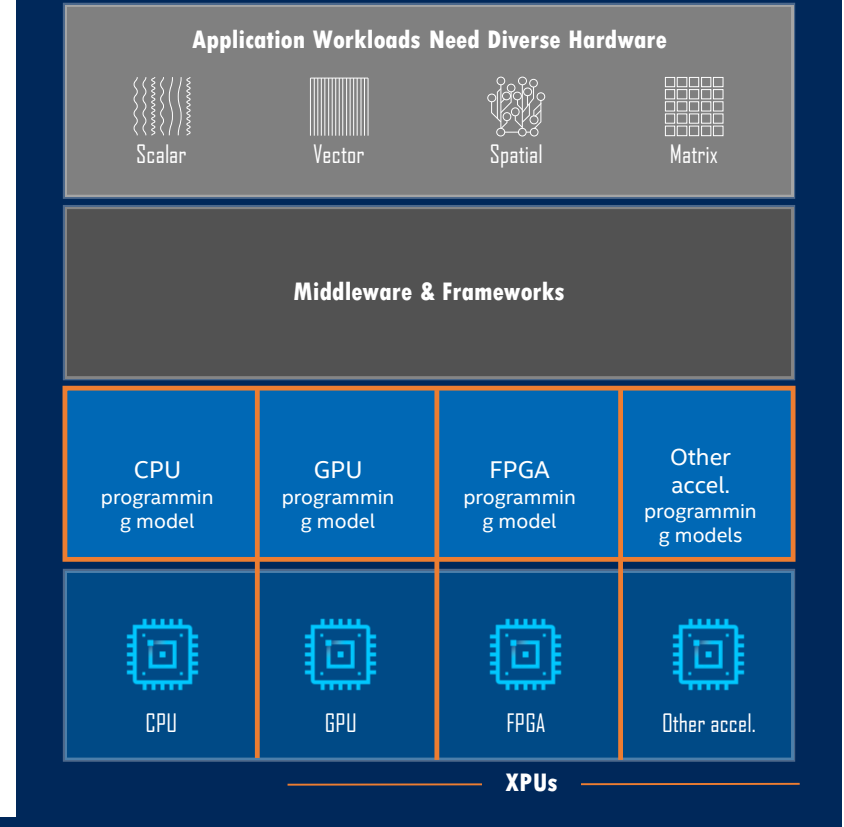 Application Workloads Need Diverse Hardware
Scalar
Vector
Spatial
Matrix
Middleware & Frameworks
CPU
programmin
g model
GPU
programmin
g model
FPGA
programmin
g model
Other
accel.
programmin
g models
CPU
GPU
FPGA
Other accel.
XPUs